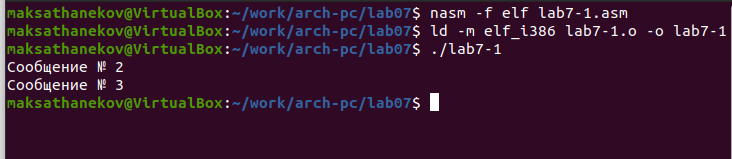 maksathanekov@VirtualBox:~/work/arch-pc/lab07$ nasm -f elf lab7-1.asm
maksathanekov@VirtualBox:~/work/arch-pc/lab07$ ld -m elf_i386 lab7-1.o -o lab7-1
maksathanekov@VirtualBox:~/work/arch-pc/lab07$ ./lab7-1
Сообщение № 2
Сообщение № 3
maksathanekov@VirtualBox:~/work/arch-pc/lab07$